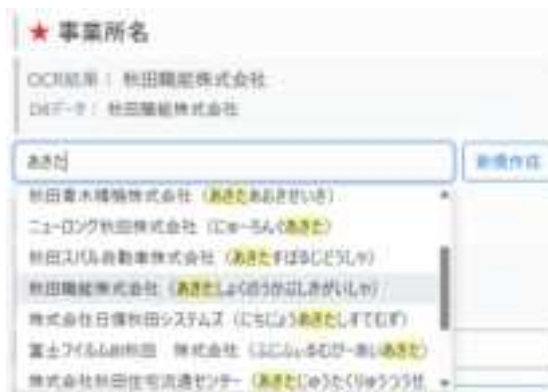 ★ 事業所名
OCR結果： 秋田職能株式会社
DBデータ： 秋田職能株式会社
あきた
新規作成
秋田青木精機株式会社（あきたあおきせいき）
ニューロング秋田株式会社（にゅーろんぐあきた）
秋田スバル自動車株式会社（あきたすばるじどうしゃ）
秋田職能株式会社（あきたしょくのうかぶしきがいしゃ）
株式会社日情秋田システムズ（にちじょうあきたしすてむず）
富士フイルムBI秋田 株式会社（ふじふぃるむびーあいあきた）
株式会社秋田住宅流通センター（あきたじゅうたくりゅうつうせ